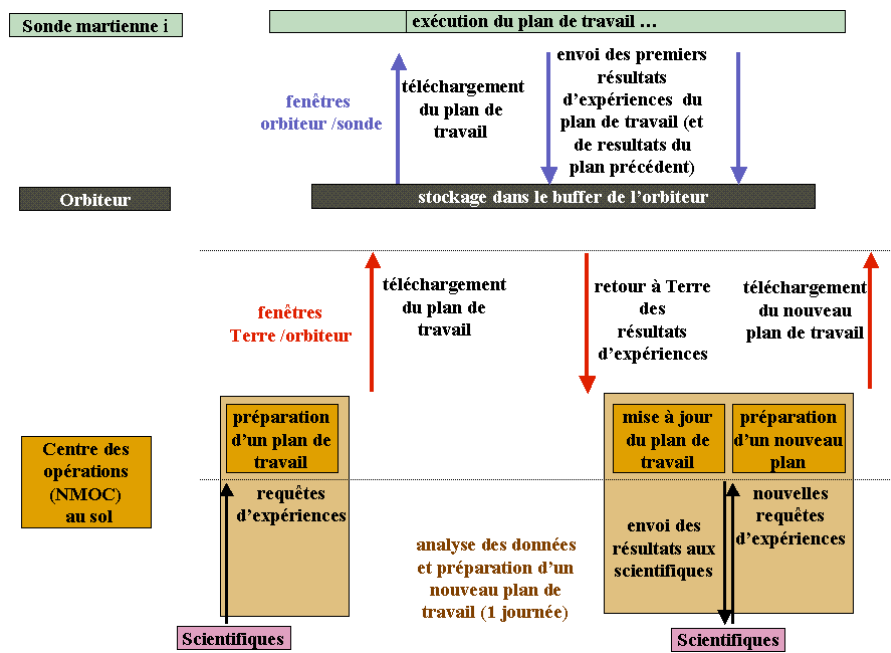 Sonde martienne i
exécution du plan de travail …
fenêtres
orbiteur /sonde
téléchargement
du plan de
travail
envoi des premiers
résultats
d’expériences du
plan de travail (et
de resultats du
plan précédent)
Orbiteur
stockage dans le buffer de l’orbiteur
fenêtres
Terre /orbiteur
téléchargement
du plan de
travail
retour à Terre
des
résultats
d’expériences
téléchargement
du nouveau
plan de travail
Centre des
opérations
(NMOC)
au sol
préparation
d’un plan de
travail
mise à jour
du plan de
travail
préparation
d’un nouveau
plan
requêtes
d’expériences
analyse des données
et préparation d’un
nouveau plan de
travail (1 journée)
envoi des
résultats aux
scientifiques
nouvelles
requêtes
d’expériences
Scientifiques
Scientifiques